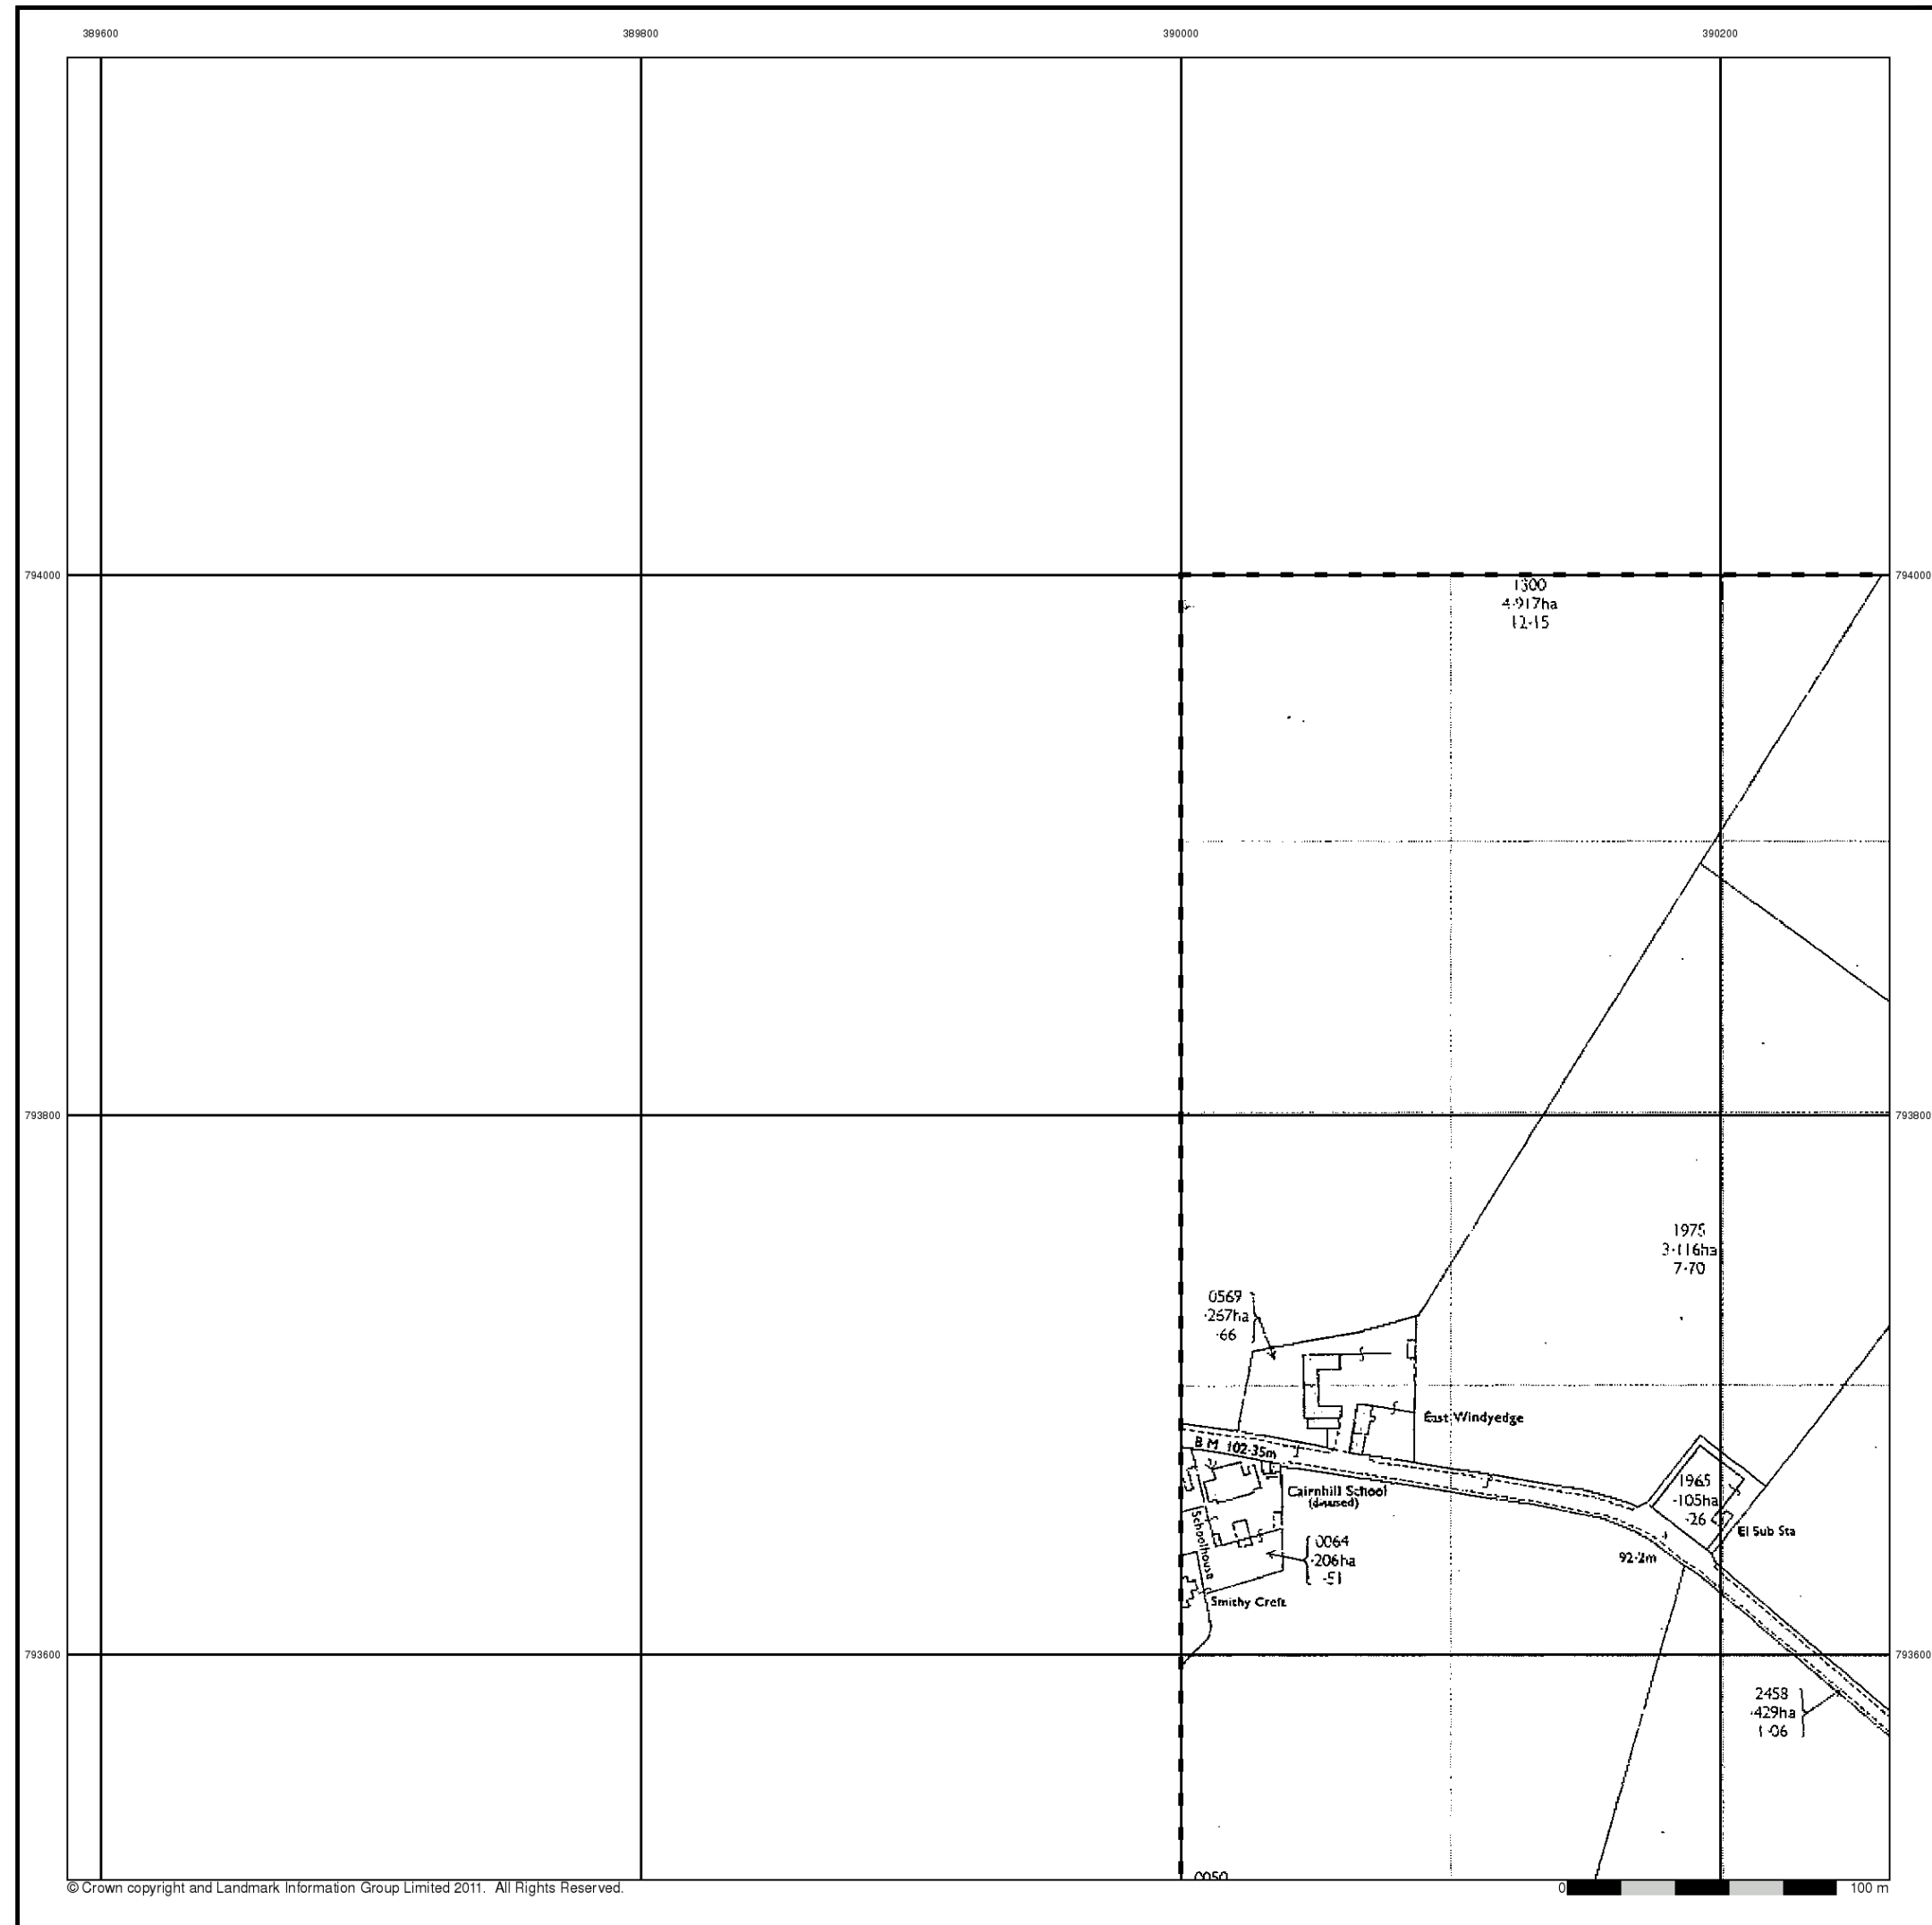 389600
389800
390000
390200
794000
794000
1300
4·917ha
12·15
793800
793800
1975
3·116ha
7·70
0569
·267ha
·66
East Windyedge
B M 102·35m
Cairnhill School
(disused)
1965
·105ha
·26
El Sub Sta
Schoolhouse
0064
·206ha
·51
92·2m
Smithy Croft
793600
793600
2458
·429ha
1·06
0050
© Crown copyright and Landmark Information Group Limited 2011. All Rights Reserved.
0
100 m